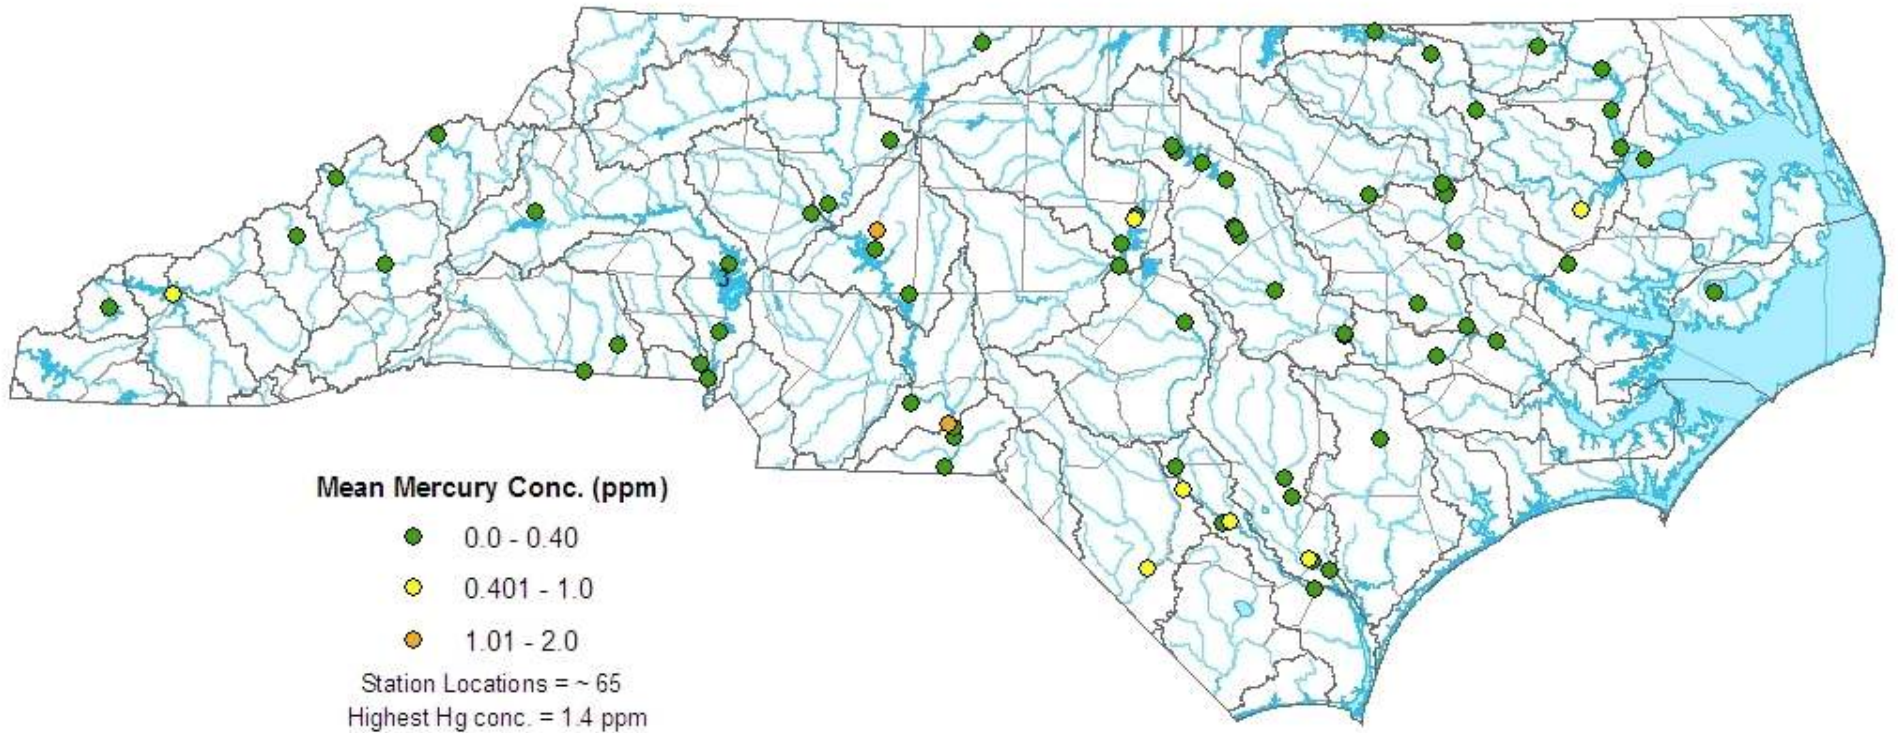 Mean Mercury Conc. (ppm)
0.0 - 0.40
0.401 - 1.0
1.01 - 2.0
Station Locations = ~ 65
Highest Hg conc. = 1.4 ppm